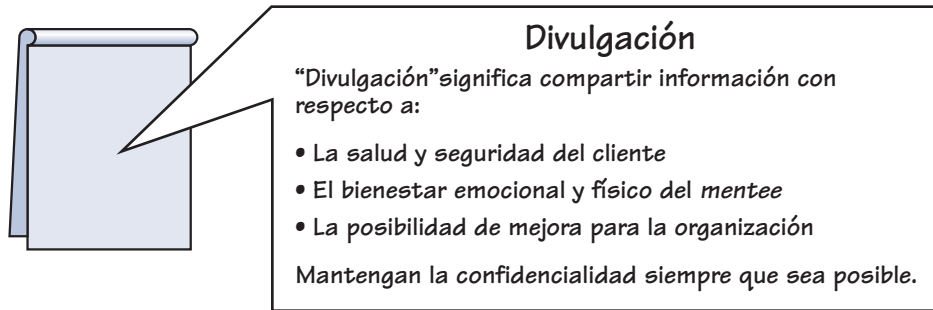 Divulgación
“Divulgación”significa compartir información con
respecto a:
• La salud y seguridad del cliente
• El bienestar emocional y físico del mentee
• La posibilidad de mejora para la organización
Mantengan la confidencialidad siempre que sea posible.